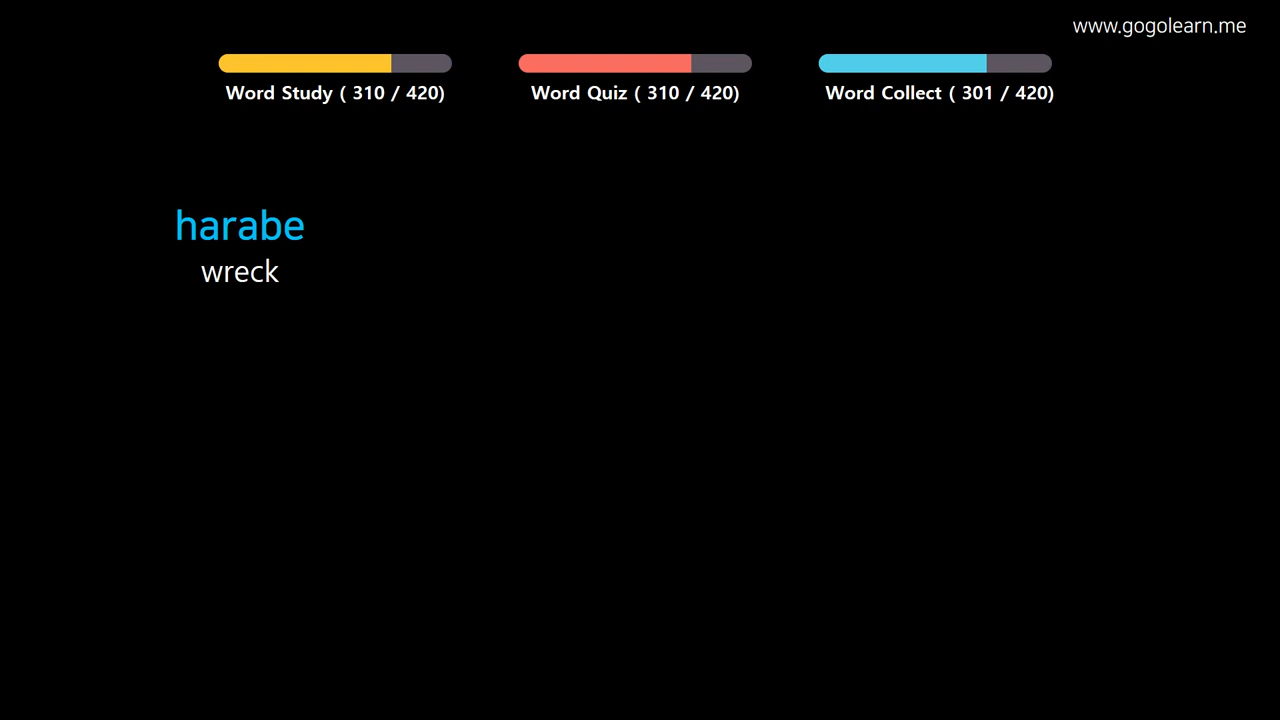 www.gogolearn.me
Word Study ( 310 / 420)
Word Quiz ( 310 / 420)
Word Collect ( 301 / 420)
harabe
wreck